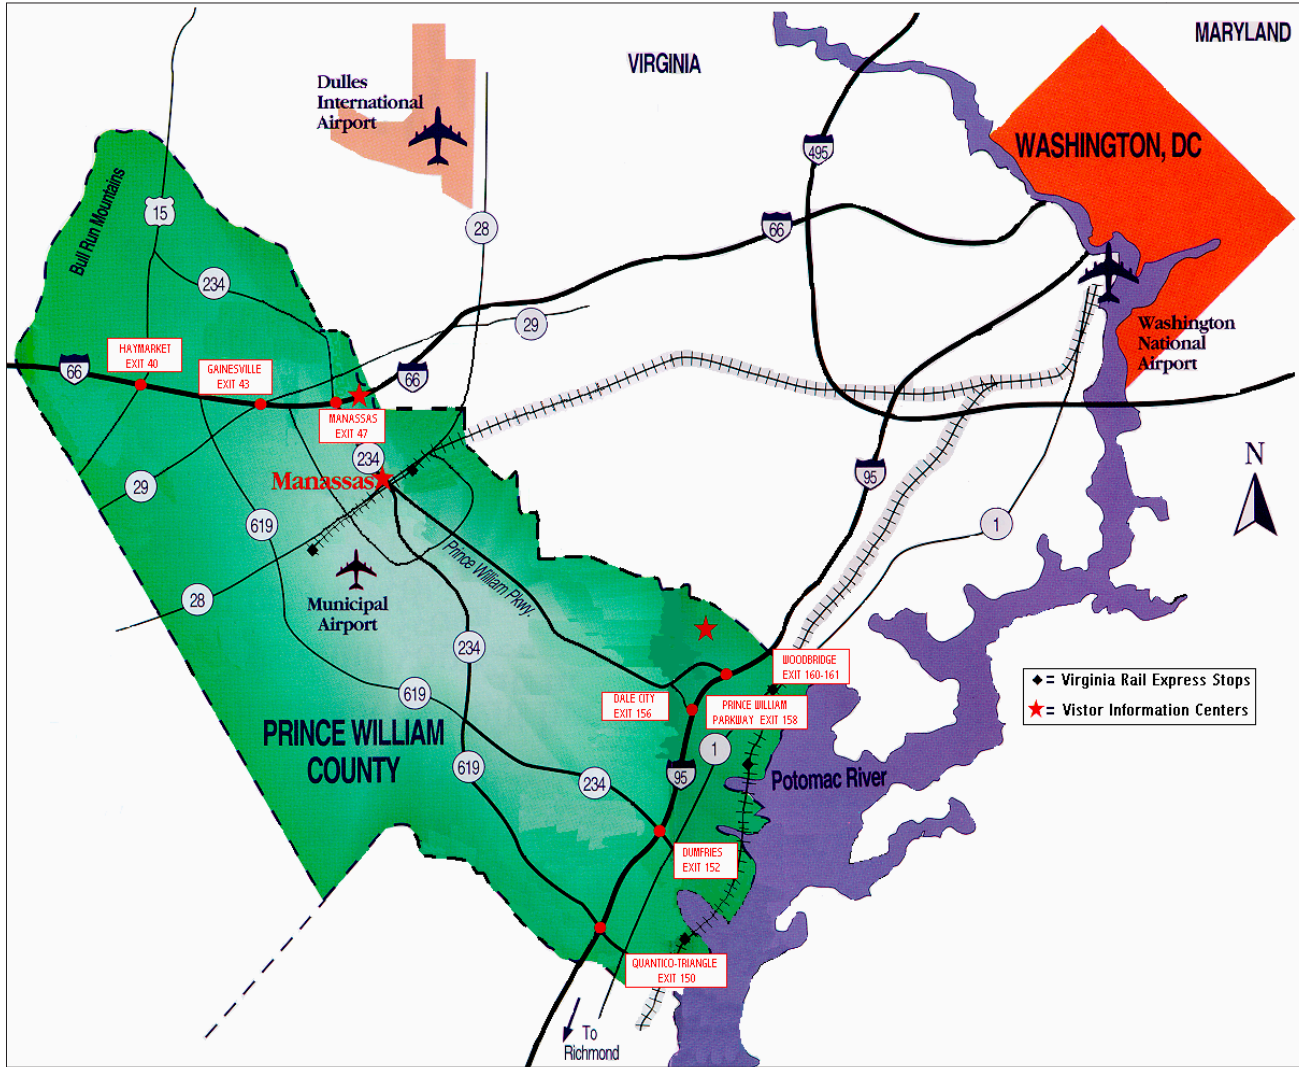 MARYLAND
VIRGINIA
Dulles
International
Airport
WASHINGTON, DC
495
Bull Run Mountains
15
28
66
234
29
Washington
National
Airport
HAYMARKET
EXIT 40
66
GAINESVILLE
EXIT 43
66
MANASSAS
EXIT 47
234
N
95
Manassas
29
619
1
Prince William Pkwy.
28
Municipal
Airport
234
WOODBRIDGE
EXIT 160-161
= Virginia Rail Express Stops
= Vistor Information Centers
619
DALE CITY
EXIT 156
PRINCE WILLIAM
PARKWAY EXIT 158
PRINCE WILLIAM
COUNTY
1
619
234
95
Potomac River
DUMFRIES
EXIT 152
QUANTICO-TRIANGLE
EXIT 150
To
Richmond